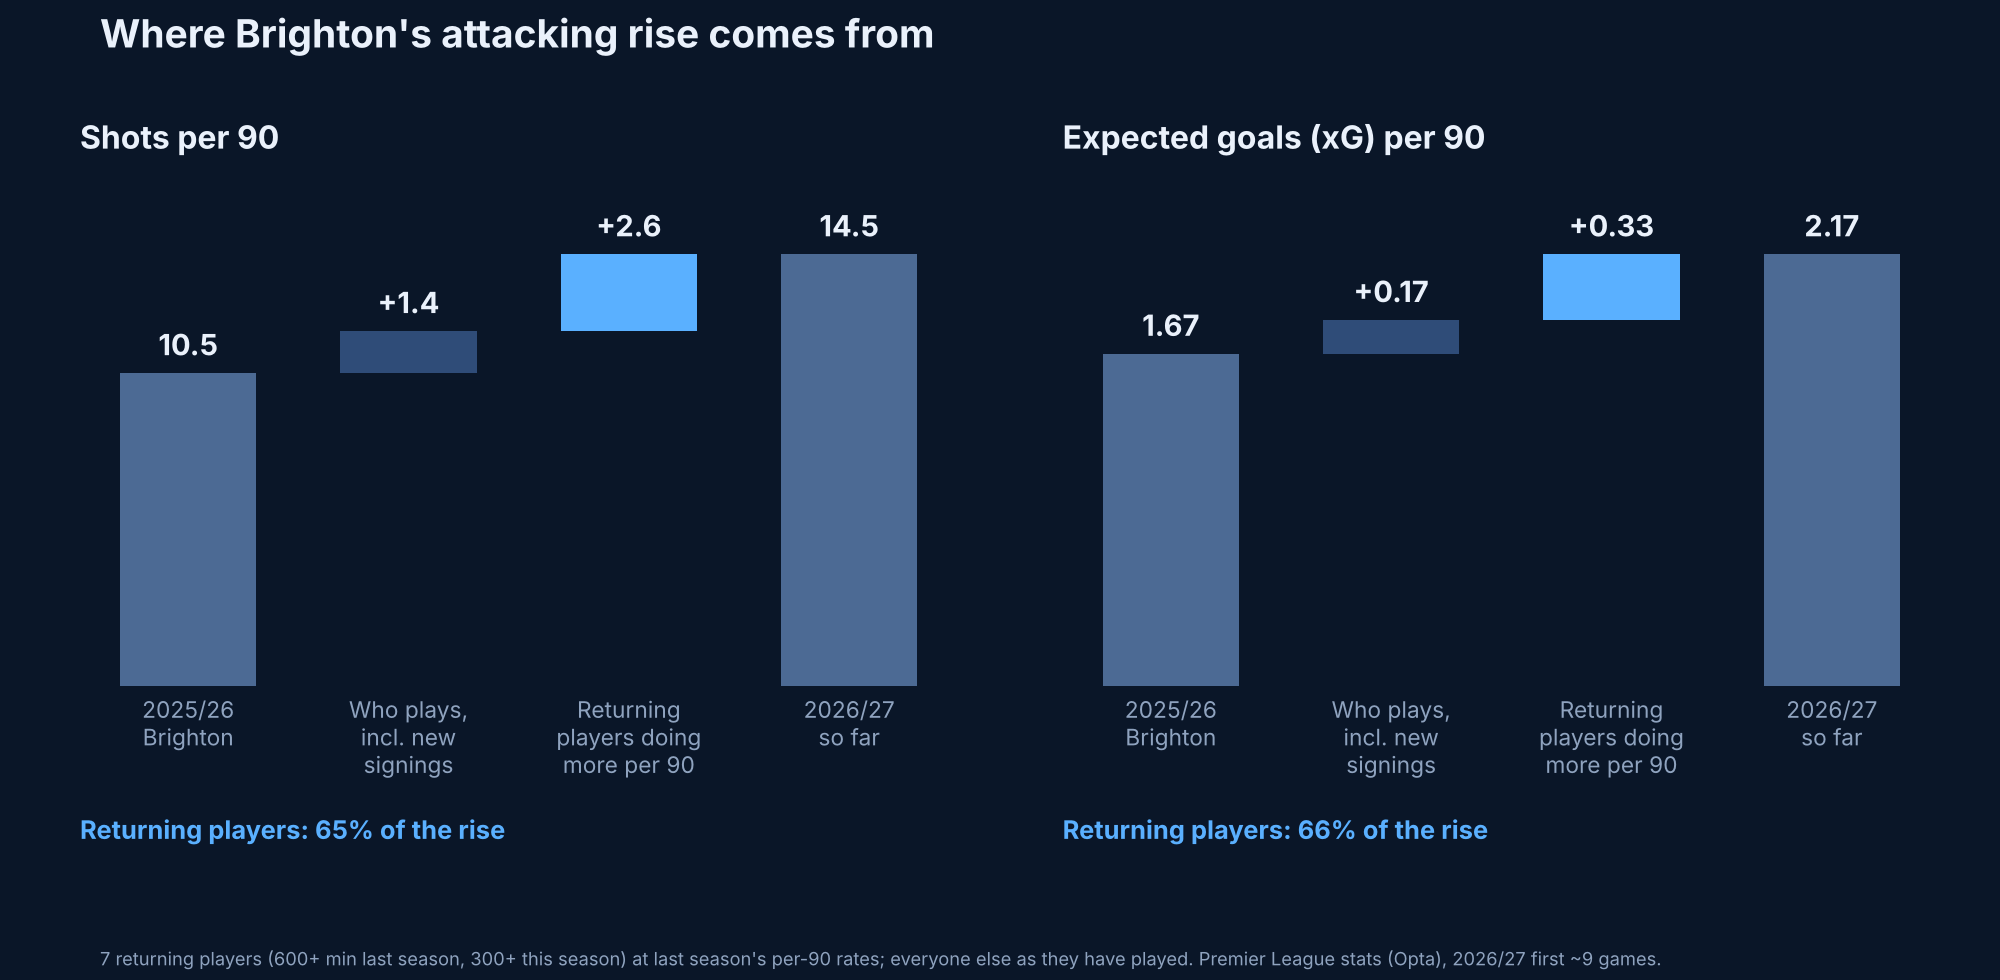 Where Brighton's attacking rise comes from
Shots per 90
10.5
+1.4
+2.6
14.5
2025/26
Brighton
Who plays,
incl. new
signings
Returning
players doing
more per 90
2026/27
so far
Returning players: 65% of the rise
Expected goals (xG) per 90
1.67
+0.17
+0.33
2.17
2025/26
Brighton
Who plays,
incl. new
signings
Returning
players doing
more per 90
2026/27
so far
Returning players: 66% of the rise
7 returning players (600+ min last season, 300+ this season) at last season's per-90 rates; everyone else as they have played. Premier League stats (Opta), 2026/27 first ~9 games.